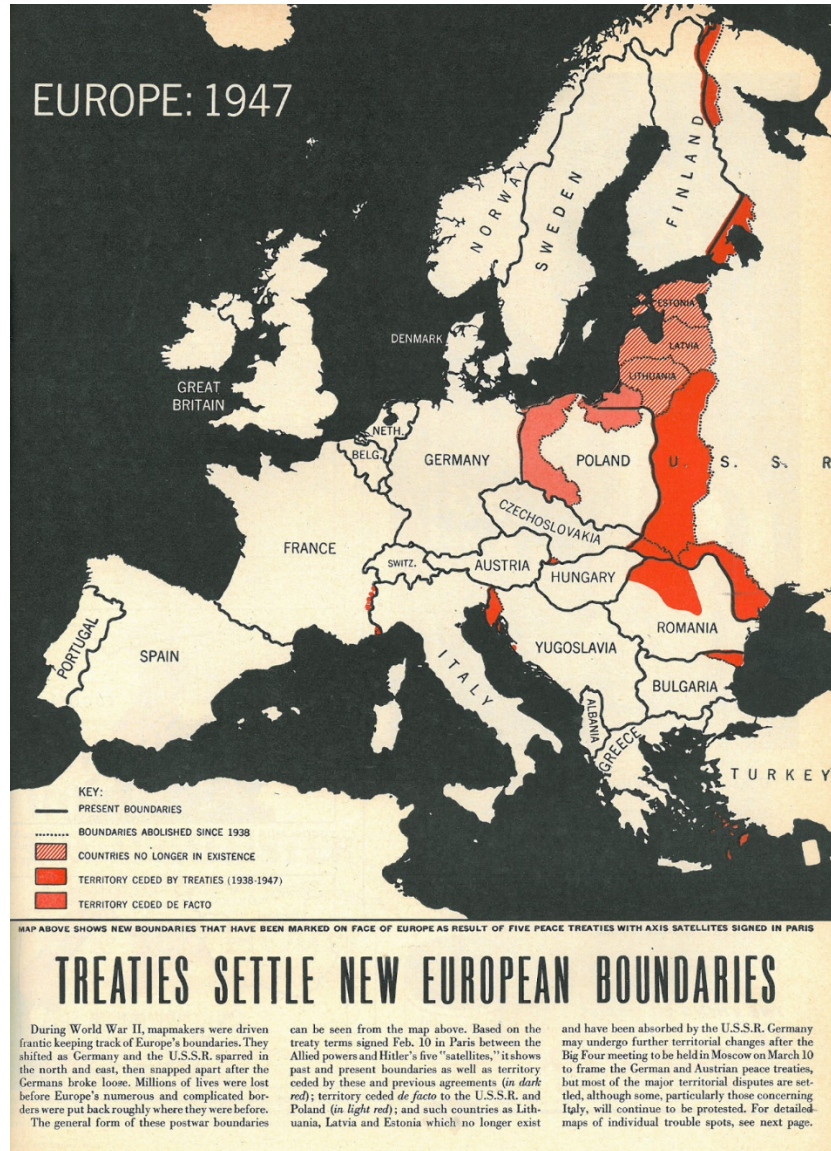 EUROPE: 1947
NORWAY
SWEDEN
FINLAND
ESTONIA
LATVIA
LITHUANIA
DENMARK
GREAT
BRITAIN
NETH.
BELG.
GERMANY
POLAND
U. S. S. R
CZECHOSLOVAKIA
FRANCE
SWITZ.
AUSTRIA
HUNGARY
ROMANIA
PORTUGAL
SPAIN
ITALY
YUGOSLAVIA
BULGARIA
ALBANIA
GREECE
TURKEY
KEY:
PRESENT BOUNDARIES
BOUNDARIES ABOLISHED SINCE 1938
COUNTRIES NO LONGER IN EXISTENCE
TERRITORY CEDED BY TREATIES (1938-1947)
TERRITORY CEDED DE FACTO
MAP ABOVE SHOWS NEW BOUNDARIES THAT HAVE BEEN MARKED ON FACE OF EUROPE AS RESULT OF FIVE PEACE TREATIES WITH AXIS SATELLITES SIGNED IN PARIS
TREATIES SETTLE NEW EUROPEAN BOUNDARIES
During World War II, mapmakers were driven
frantic keeping track of Europe's boundaries. They
shifted as Germany and the U.S.S.R. sparred in
the north and east, then snapped apart after the
Germans broke loose. Millions of lives were lost
before Europe's numerous and complicated bor-
ders were put back roughly where they were before.
The general form of these postwar boundaries
can be seen from the map above. Based on the
treaty terms signed Feb. 10 in Paris between the
Allied powers and Hitler's five "satellites," it shows
past and present boundaries as well as territory
ceded by these and previous agreements (in dark
red); territory ceded de facto to the U.S.S.R. and
Poland (in light red); and such countries as Lith-
uania, Latvia and Estonia which no longer exist
and have been absorbed by the U.S.S.R. Germany
may undergo further territorial changes after the
Big Four meeting to be held in Moscow on March 10
to frame the German and Austrian peace treaties,
but most of the major territorial disputes are set-
tled, although some, particularly those concerning
Italy, will continue to be protested. For detailed
maps of individual trouble spots, see next page.